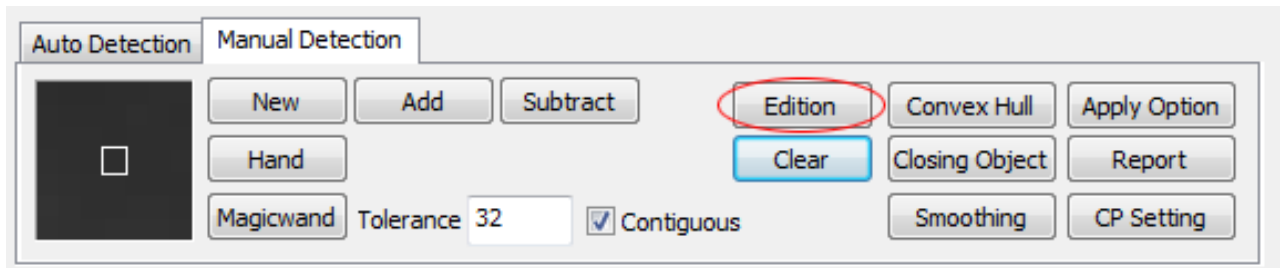 Auto Detection Manual Detection
New Add Subtract Edition Convex Hull Apply Option
Hand Clear Closing Object Report
Magicwand Tolerance 32 Contiguous Smoothing CP Setting